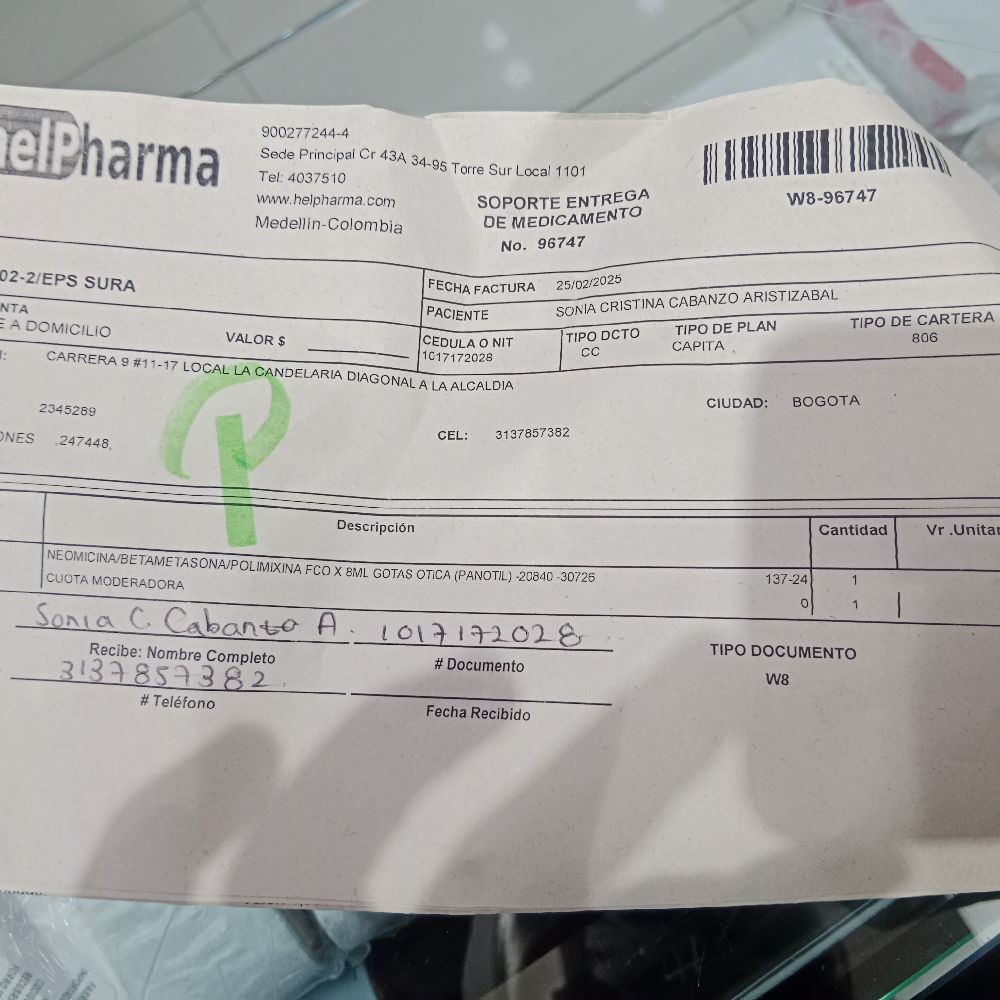 helPharma
900277244-4
Sede Principal Cr 43A 34-95 Torre Sur Local 1101
Tel: 4037510
www.helpharma.com
Medellín-Colombia
SOPORTE ENTREGA
DE MEDICAMENTO
No. 96747
W8-96747
02-2/EPS SURA
FECHA FACTURA 25/02/2025
PACIENTE SONIA CRISTINA CABANZO ARISTIZABAL
NTA
E A DOMICILIO
VALOR $
CEDULA O NIT
1017172028
TIPO DCTO
CC
TIPO DE PLAN
CAPITA
TIPO DE CARTERA
806
CARRERA 9 #11-17 LOCAL LA CANDELARIA DIAGONAL A LA ALCALDIA
CIUDAD: BOGOTA
2345289
ONES ,247448,
CEL: 3137857382
P
Descripción Cantidad Vr .Unitar
NEOMICINA/BETAMETASONA/POLIMIXINA FCO X 8ML GOTAS OTICA (PANOTIL) -20840 -30726 137-24 1
CUOTA MODERADORA 0 1
Sonia C. Cabanzo A. 1017172028
Recibe: Nombre Completo # Documento
3137857382
# Teléfono Fecha Recibido
TIPO DOCUMENTO
W8